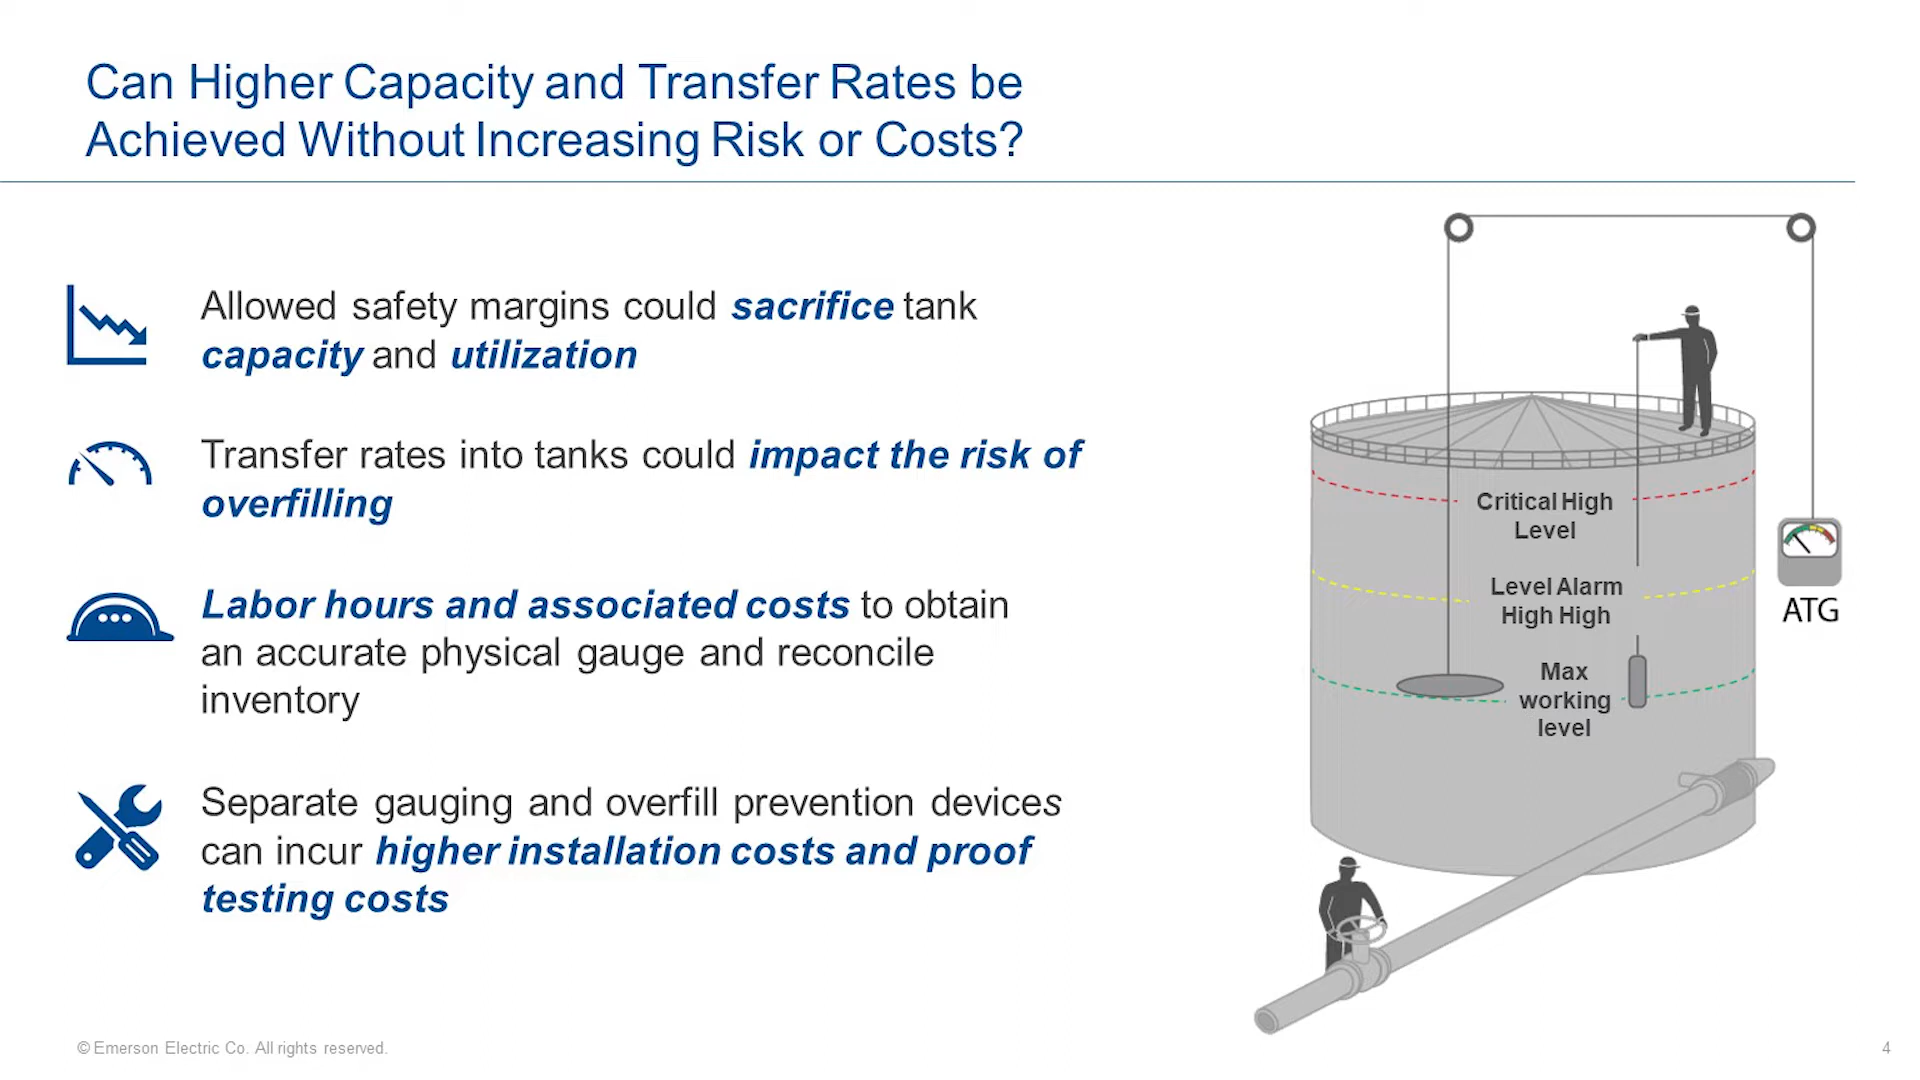 Can Higher Capacity and Transfer Rates be
Achieved Without Increasing Risk or Costs?
Allowed safety margins could sacrifice tank
capacity and utilization
Transfer rates into tanks could impact the risk of
overfilling
Labor hours and associated costs to obtain
an accurate physical gauge and reconcile
inventory
Separate gauging and overfill prevention devices
can incur higher installation costs and proof
testing costs
Critical High
Level
Level Alarm
High High
Max
working
level
ATG
© Emerson Electric Co. All rights reserved.
4